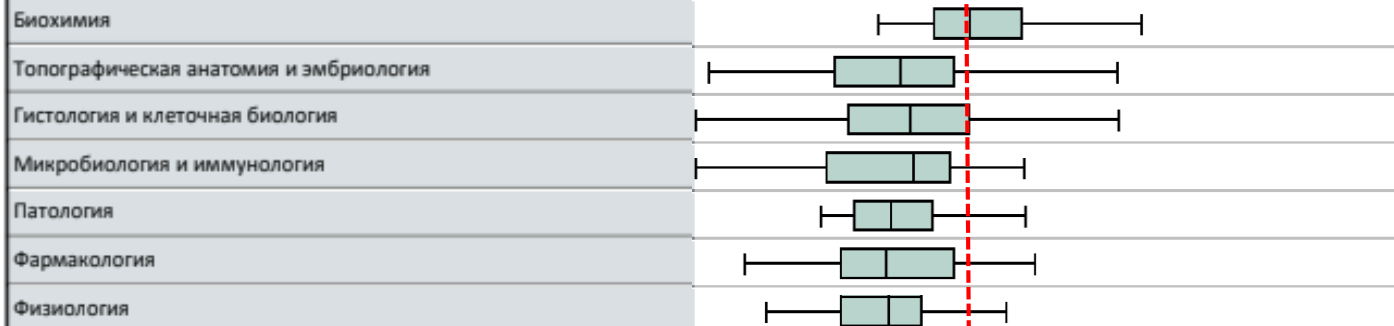 Биохимия
Топографическая анатомия и эмбриология
Гистология и клеточная биология
Микробиология и иммунология
Патология
Фармакология
Физиология